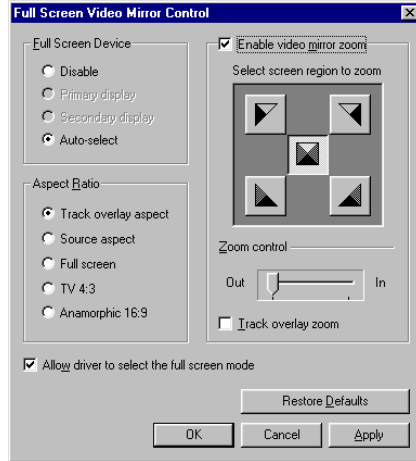 Full Screen Video Mirror Control
Full Screen Device
Disable
Primary display
Secondary display
Auto-select
Aspect Ratio
Track overlay aspect
Source aspect
Full screen
TV 4:3
Anamorphic 16:9
Enable video mirror zoom
Select screen region to zoom
Zoom control
Out In
Track overlay zoom
Allow driver to select the full screen mode
Restore Defaults
OK Cancel Apply